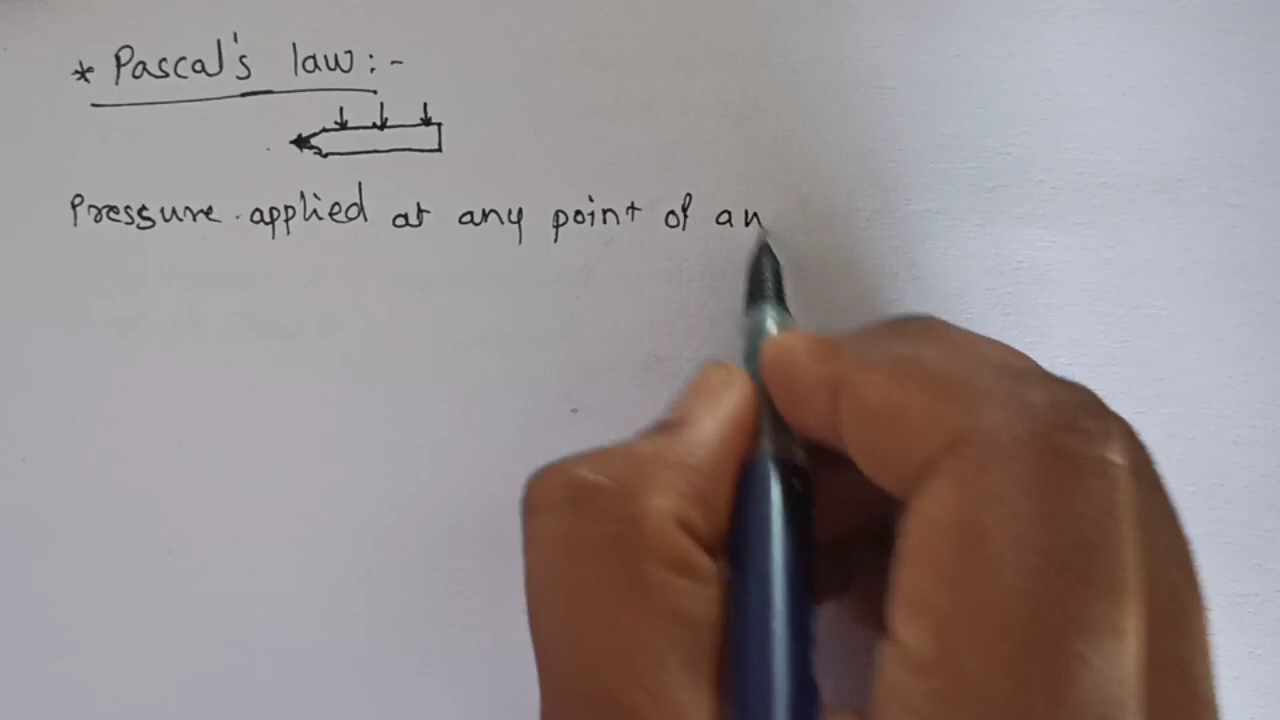 * Pascal's law:-
Pressure applied at any point of an